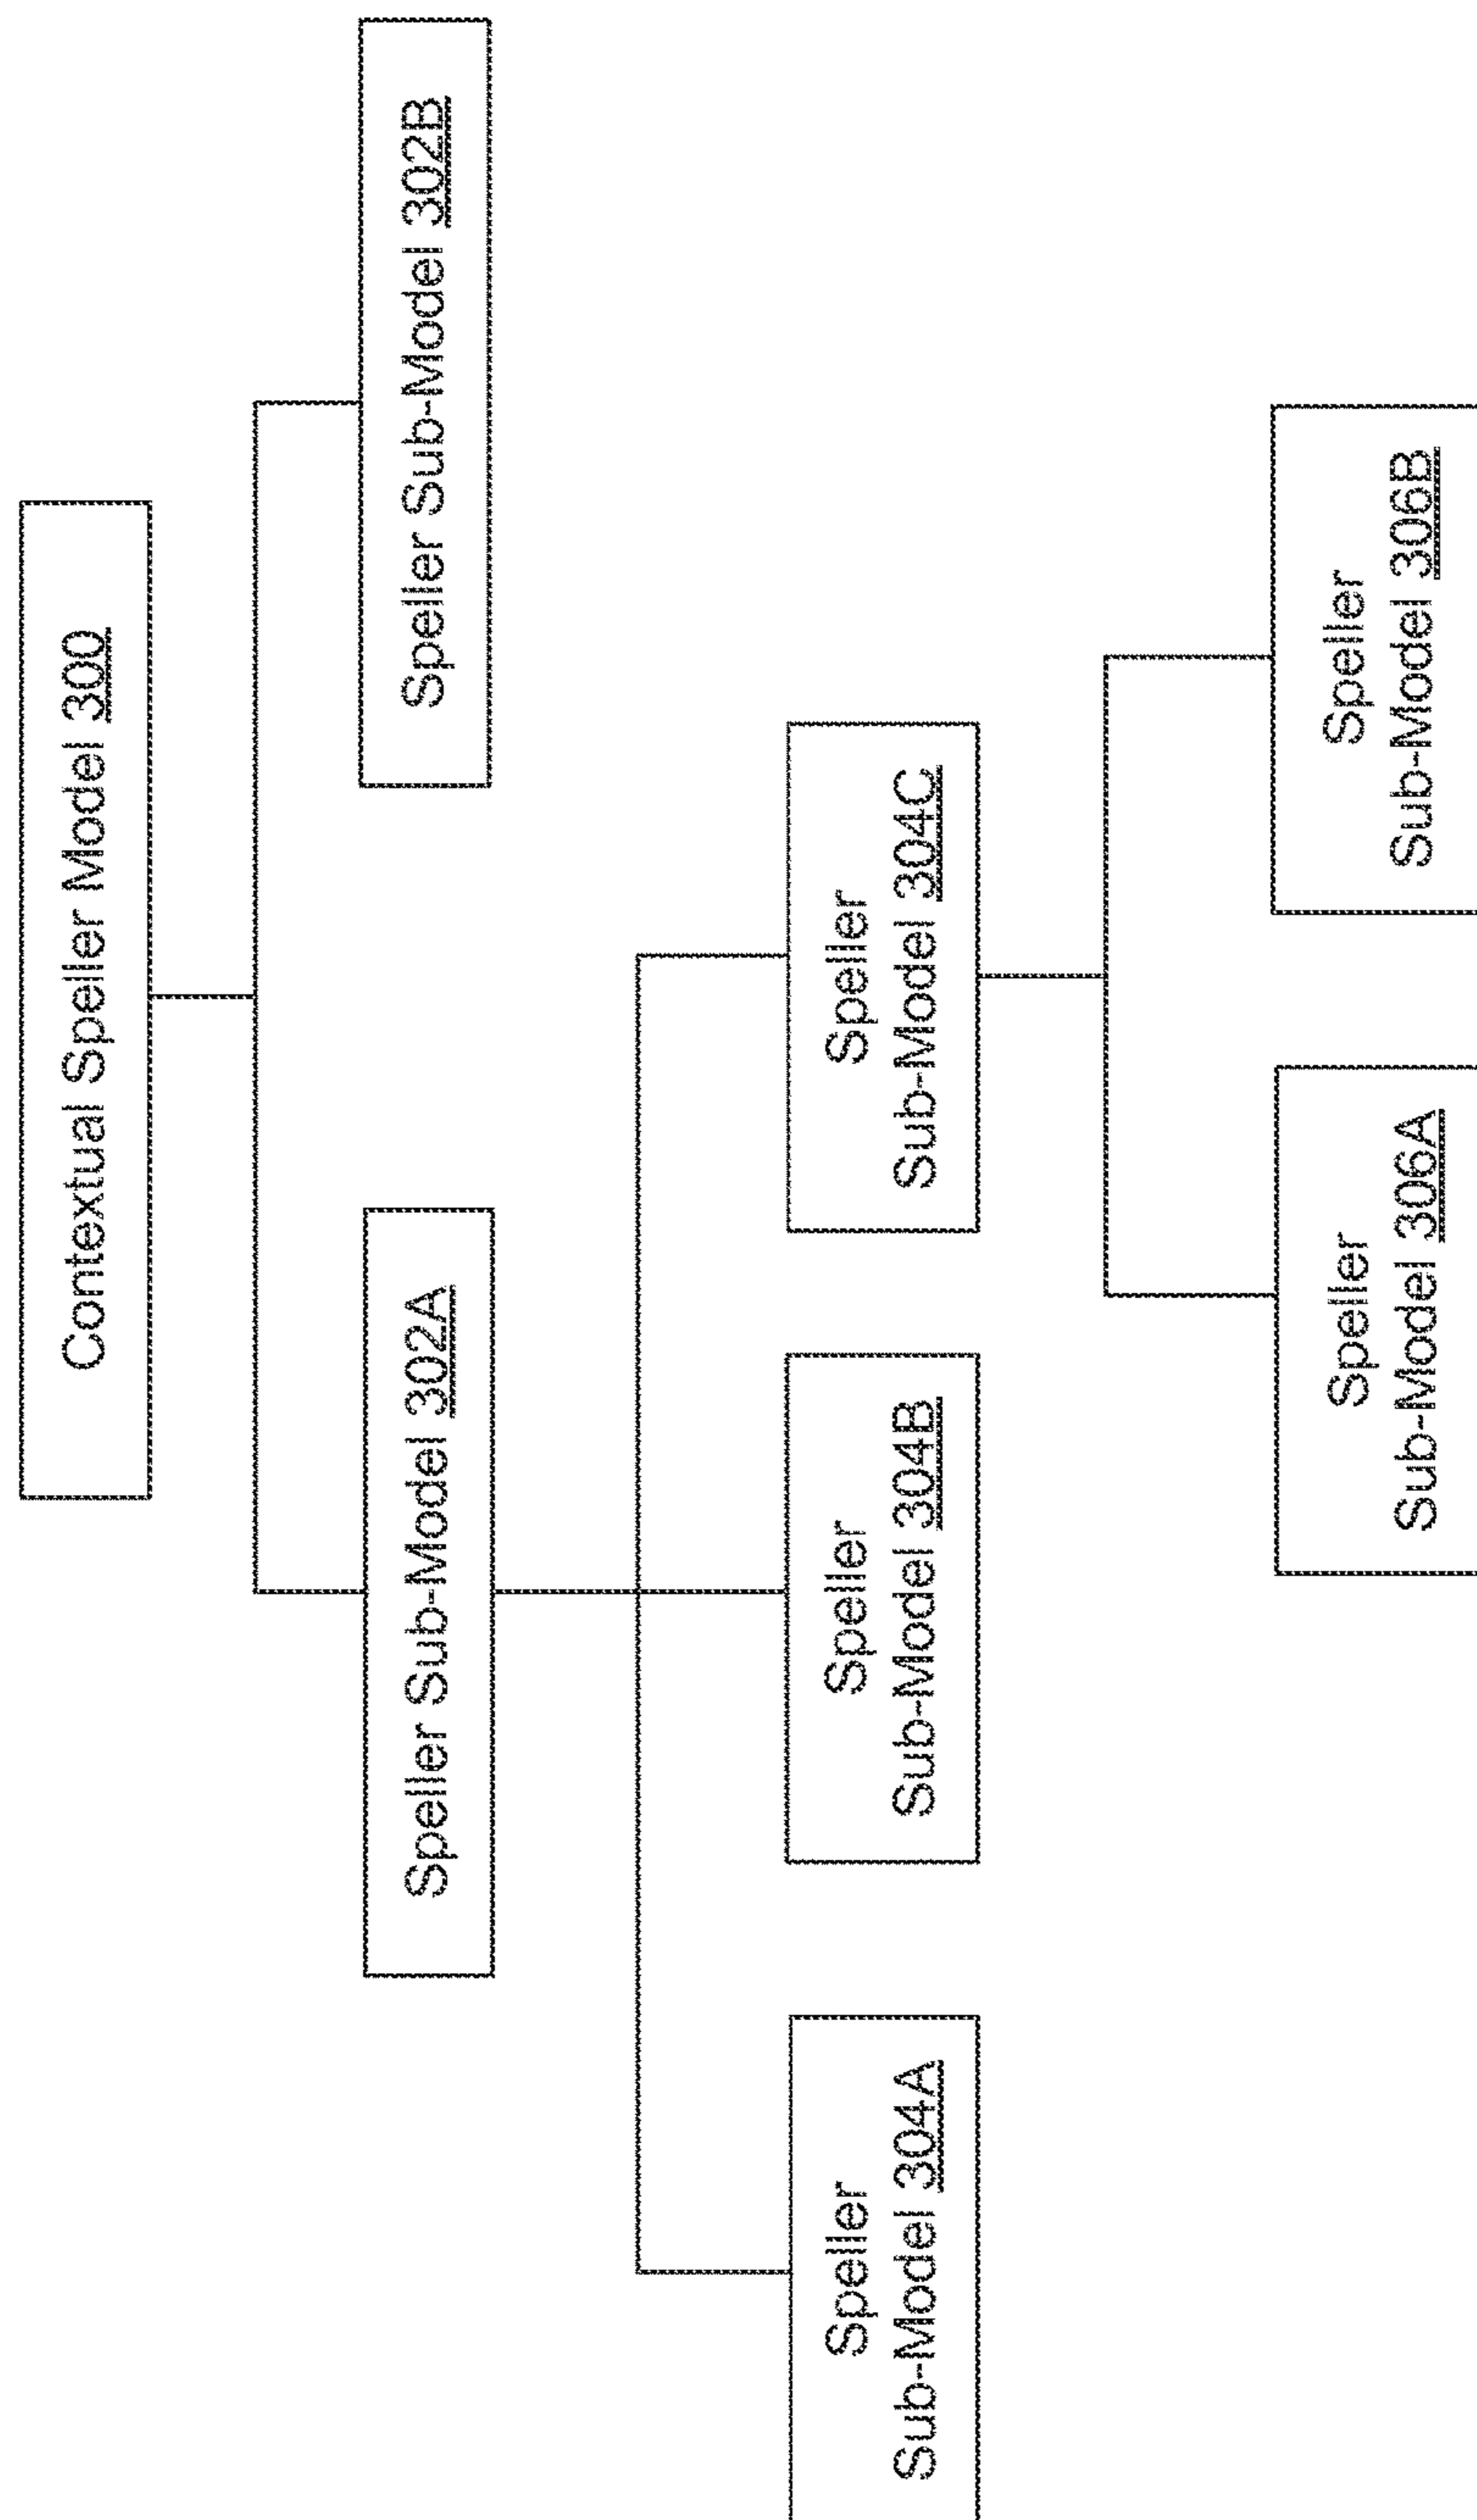 Contextual Speller Model 300
Speller Sub-Model 302A
Speller Sub-Model 302B
Speller
Sub-Model 304A
Speller
Sub-Model 304B
Speller
Sub-Model 304C
Speller
Sub-Model 306A
Speller
Sub-Model 306B